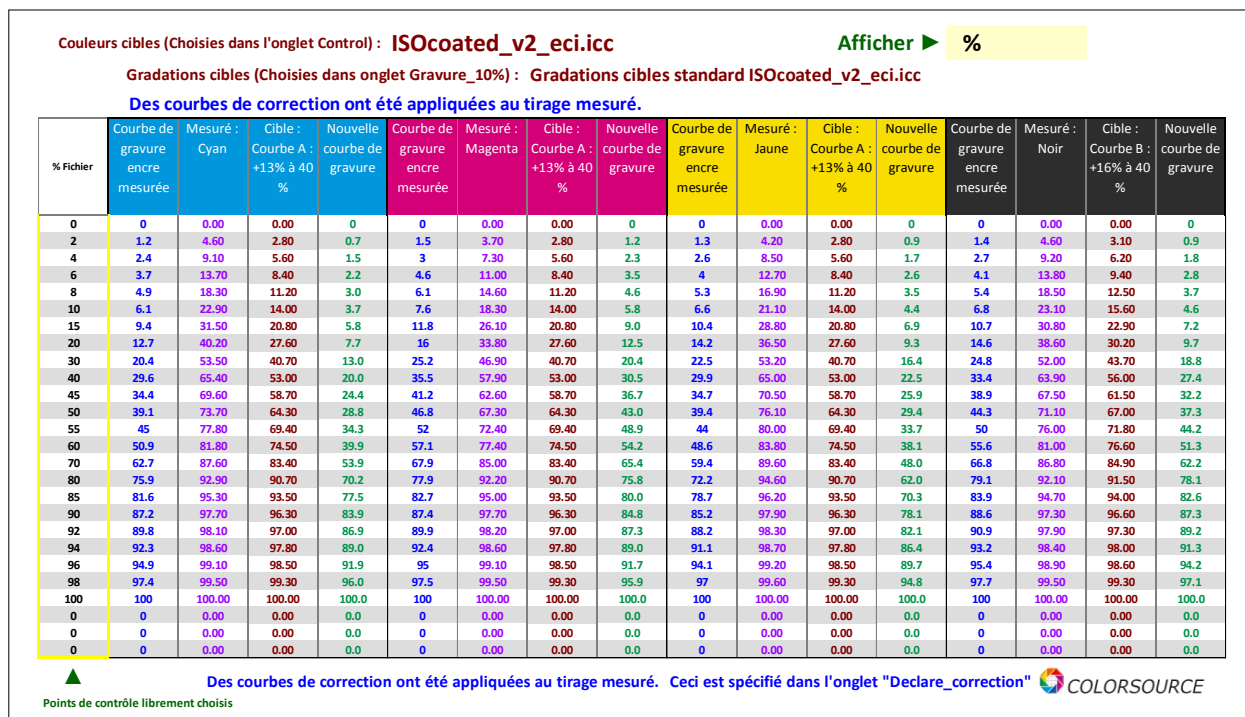 Couleurs cibles (Choisies dans l'onglet Control) : ISOcoated_v2_eci.icc Afficher ► %
Gradations cibles (Choisies dans onglet Gravure_10%) : Gradations cibles standard ISOcoated_v2_eci.icc
Des courbes de correction ont été appliquées au tirage mesuré.
% Fichier Courbe de gravure encre mesurée Mesuré : Cyan Cible : Courbe A : +13% à 40 % Nouvelle courbe de gravure Courbe de gravure encre mesurée Mesuré : Magenta Cible : Courbe A : +13% à 40 % Nouvelle courbe de gravure Courbe de gravure encre mesurée Mesuré : Jaune Cible : Courbe A : +13% à 40 % Nouvelle courbe de gravure Courbe de gravure encre mesurée Mesuré : Noir Cible : Courbe B : +16% à 40 % Nouvelle courbe de gravure
0 0 0.00 0.00 0 0 0.00 0.00 0 0 0.00 0.00 0 0 0.00 0.00 0
2 1.2 4.60 2.80 0.7 1.5 3.70 2.80 1.2 1.3 4.20 2.80 0.9 1.4 4.60 3.10 0.9
4 2.4 9.10 5.60 1.5 3 7.30 5.60 2.3 2.6 8.50 5.60 1.7 2.7 9.20 6.20 1.8
6 3.7 13.70 8.40 2.2 4.6 11.00 8.40 3.5 4 12.70 8.40 2.6 4.1 13.80 9.40 2.8
8 4.9 18.30 11.20 3.0 6.1 14.60 11.20 4.6 5.3 16.90 11.20 3.5 5.4 18.50 12.50 3.7
10 6.1 22.90 14.00 3.7 7.6 18.30 14.00 5.8 6.6 21.10 14.00 4.4 6.8 23.10 15.60 4.6
15 9.4 31.50 20.80 5.8 11.8 26.10 20.80 9.0 10.4 28.80 20.80 6.9 10.7 30.80 22.90 7.2
20 12.7 40.20 27.60 7.7 16 33.80 27.60 12.5 14.2 36.50 27.60 9.3 14.6 38.60 30.20 9.7
30 20.4 53.50 40.70 13.0 25.2 46.90 40.70 20.4 22.5 53.20 40.70 16.4 24.8 52.00 43.70 18.8
40 29.6 65.40 53.00 20.0 35.5 57.90 53.00 30.5 29.9 65.00 53.00 22.5 33.4 63.90 56.00 27.4
45 34.4 69.60 58.70 24.4 41.2 62.60 58.70 36.7 34.7 70.50 58.70 25.9 38.9 67.50 61.50 32.2
50 39.1 73.70 64.30 28.8 46.8 67.30 64.30 43.0 39.4 76.10 64.30 29.4 44.3 71.10 67.00 37.3
55 45 77.80 69.40 34.3 52 72.40 69.40 48.9 44 80.00 69.40 33.7 50 76.00 71.80 44.2
60 50.9 81.80 74.50 39.9 57.1 77.40 74.50 54.2 48.6 83.80 74.50 38.1 55.6 81.00 76.60 51.3
70 62.7 87.60 83.40 53.9 67.9 85.00 83.40 65.4 59.4 89.60 83.40 48.0 66.8 86.80 84.90 62.2
80 75.9 92.90 90.70 70.2 77.9 92.20 90.70 75.8 72.2 94.60 90.70 62.0 79.1 92.10 91.50 78.1
85 81.6 95.30 93.50 77.5 82.7 95.00 93.50 80.0 78.7 96.20 93.50 70.3 83.9 94.70 94.00 82.6
90 87.2 97.70 96.30 83.9 87.4 97.70 96.30 84.8 85.2 97.90 96.30 78.1 88.6 97.30 96.60 87.3
92 89.8 98.10 97.00 86.9 89.9 98.20 97.00 87.3 88.2 98.30 97.00 82.1 90.9 97.90 97.30 89.2
94 92.3 98.60 97.80 89.0 92.4 98.60 97.80 89.0 91.1 98.70 97.80 86.4 93.2 98.40 98.00 91.3
96 94.9 99.10 98.50 91.9 95 99.10 98.50 91.7 94.1 99.20 98.50 89.7 95.4 98.90 98.60 94.2
98 97.4 99.50 99.30 96.0 97.5 99.50 99.30 95.9 97 99.60 99.30 94.8 97.7 99.50 99.30 97.1
100 100 100.00 100.00 100.0 100 100.00 100.00 100.0 100 100.00 100.00 100.0 100 100.00 100.00 100.0
0 0 0.00 0.00 0.0 0 0.00 0.00 0.0 0 0.00 0.00 0.0 0 0.00 0.00 0.0
0 0 0.00 0.00 0.0 0 0.00 0.00 0.0 0 0.00 0.00 0.0 0 0.00 0.00 0.0
0 0 0.00 0.00 0.0 0 0.00 0.00 0.0 0 0.00 0.00 0.0 0 0.00 0.00 0.0
▲ Des courbes de correction ont été appliquées au tirage mesuré. Ceci est spécifié dans l'onglet "Declare_correction" COLORSOURCE
Points de contrôle librement choisis